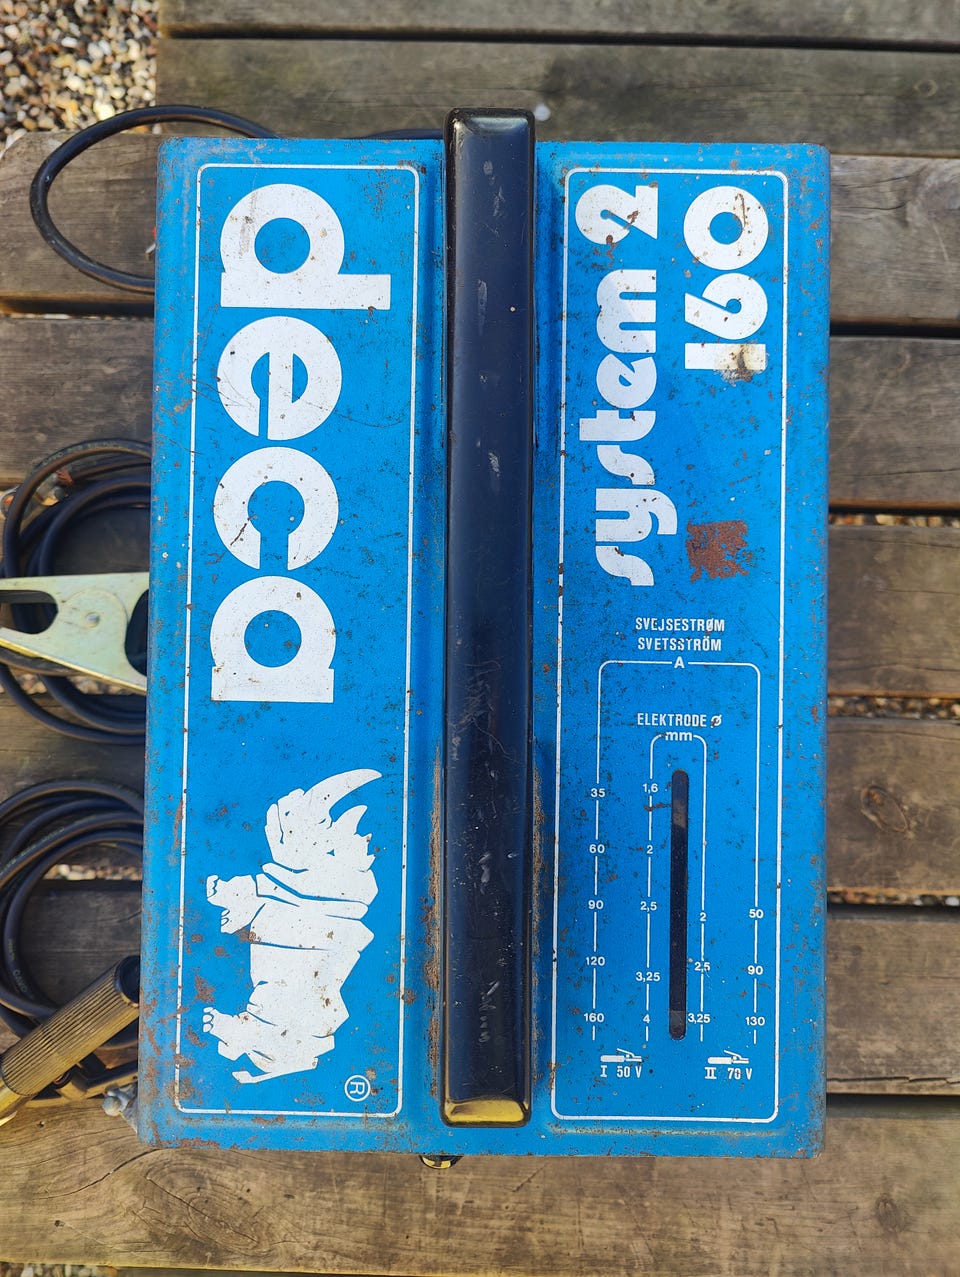 deca
®
system 2
160
SVEJSESTRØM
SVETSSTRÖM
A
ELEKTRODE Ø
mm
35 1,6
60 2
90 2,5 2 50
120 3,25 2,5 90
160 4 3,25 130
I 50 V II 70 V